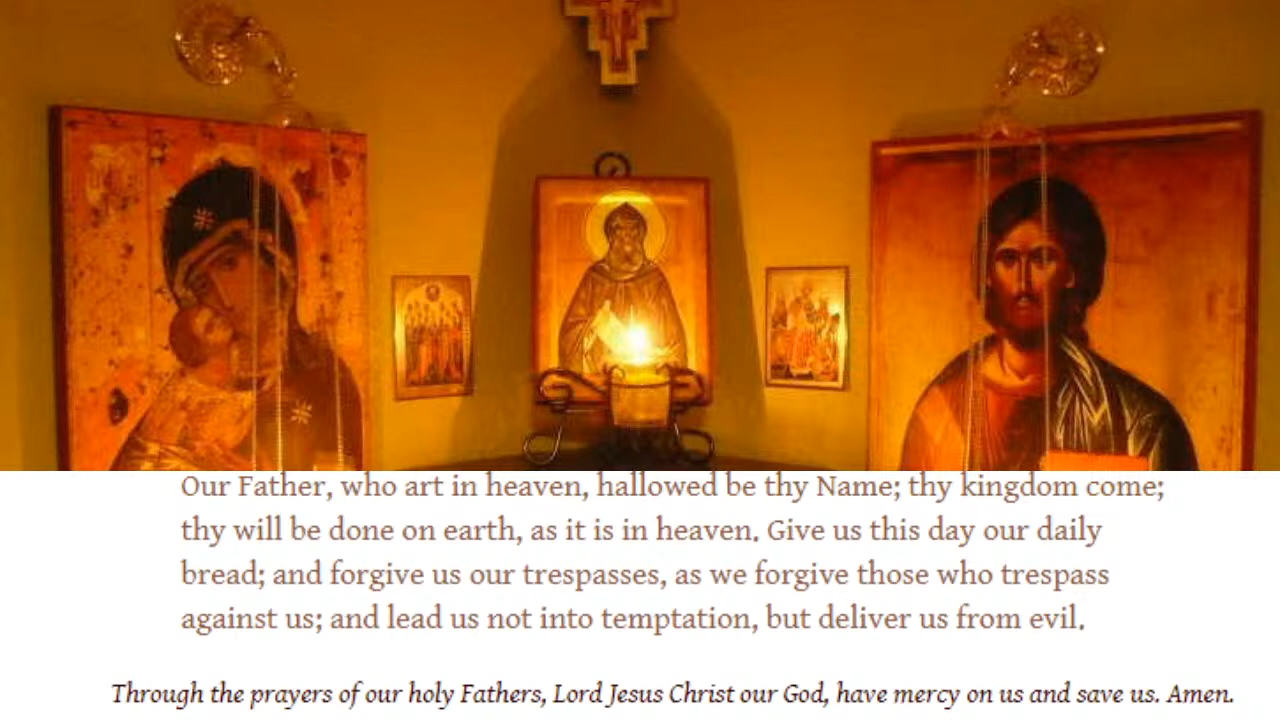 Our Father, who art in heaven, hallowed be thy Name; thy kingdom come;
thy will be done on earth, as it is in heaven. Give us this day our daily
bread; and forgive us our trespasses, as we forgive those who trespass
against us; and lead us not into temptation, but deliver us from evil.
Through the prayers of our holy Fathers, Lord Jesus Christ our God, have mercy on us and save us. Amen.